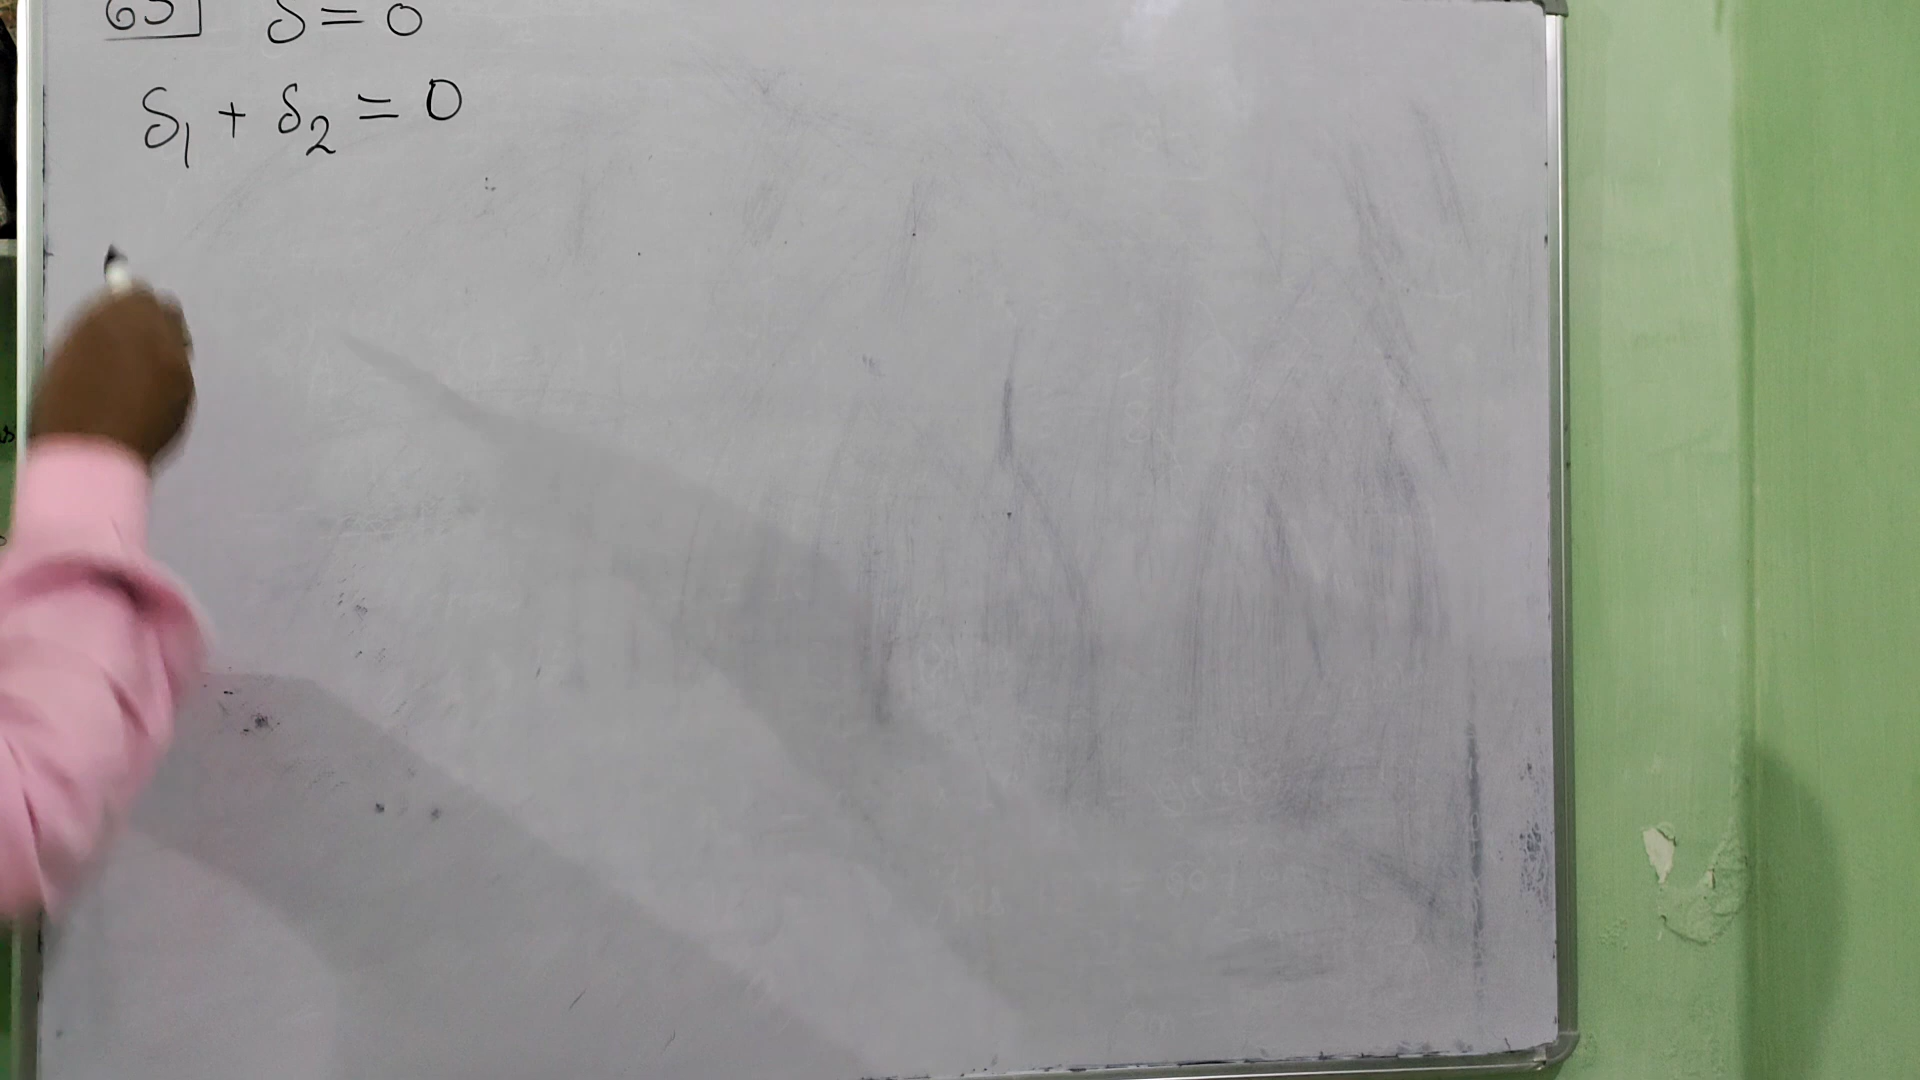 65 δ = 0
δ₁ + δ₂ = 0